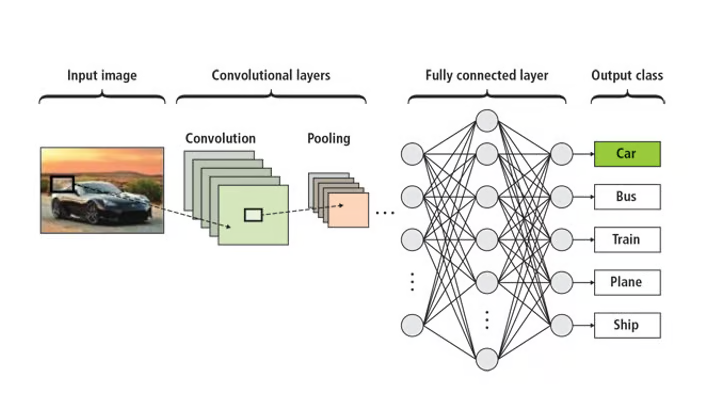 Input image
Convolutional layers
Fully connected layer
Output class
Convolution
Pooling
Car
Bus
Train
Plane
Ship